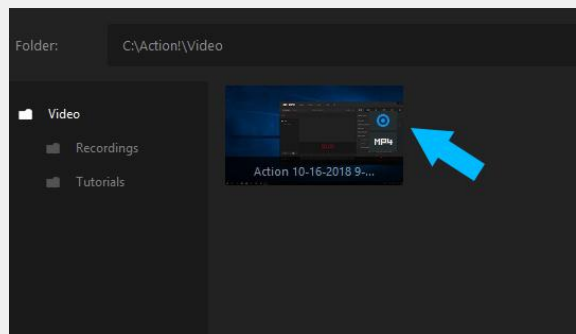 Folder:
C:\Action!\Video
Video
Recordings
Tutorials
MP4
Action 10-16-2018 9-...